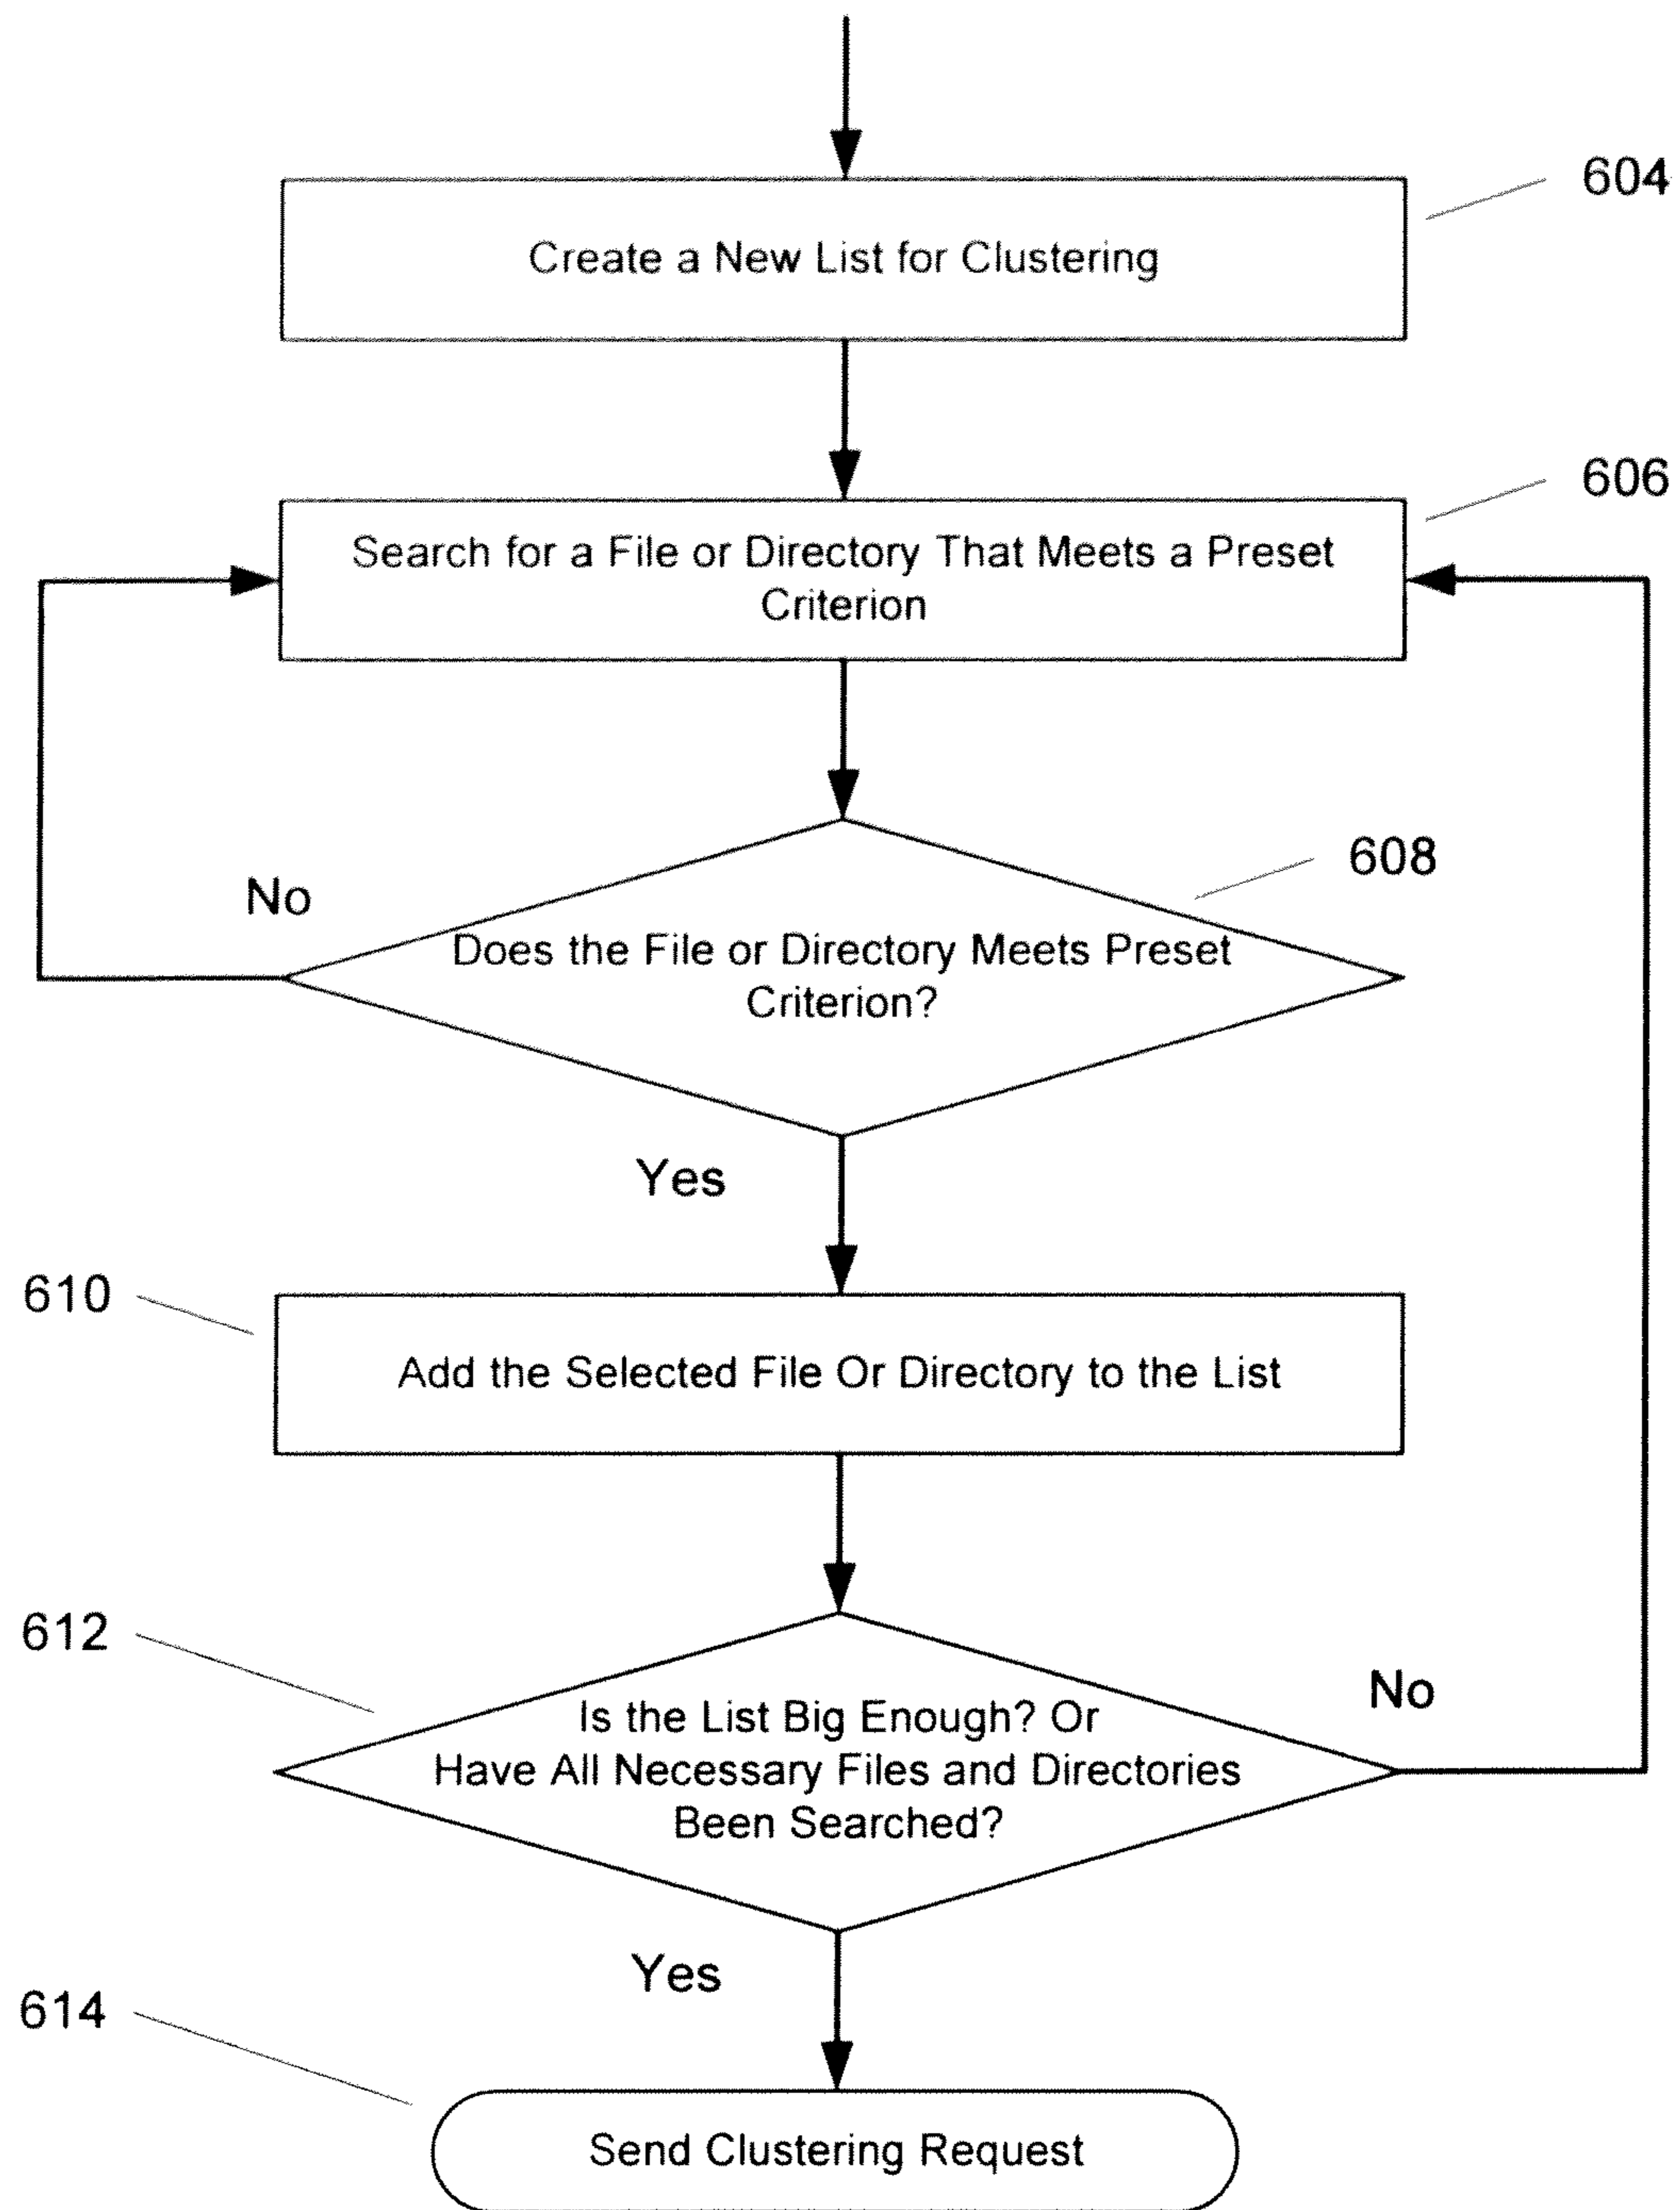 604
Create a New List for Clustering
606
Search for a File or Directory That Meets a Preset
Criterion
608
No
Does the File or Directory Meets Preset
Criterion?
Yes
610
Add the Selected File Or Directory to the List
612
No
Is the List Big Enough? Or
Have All Necessary Files and Directories
Been Searched?
Yes
614
Send Clustering Request